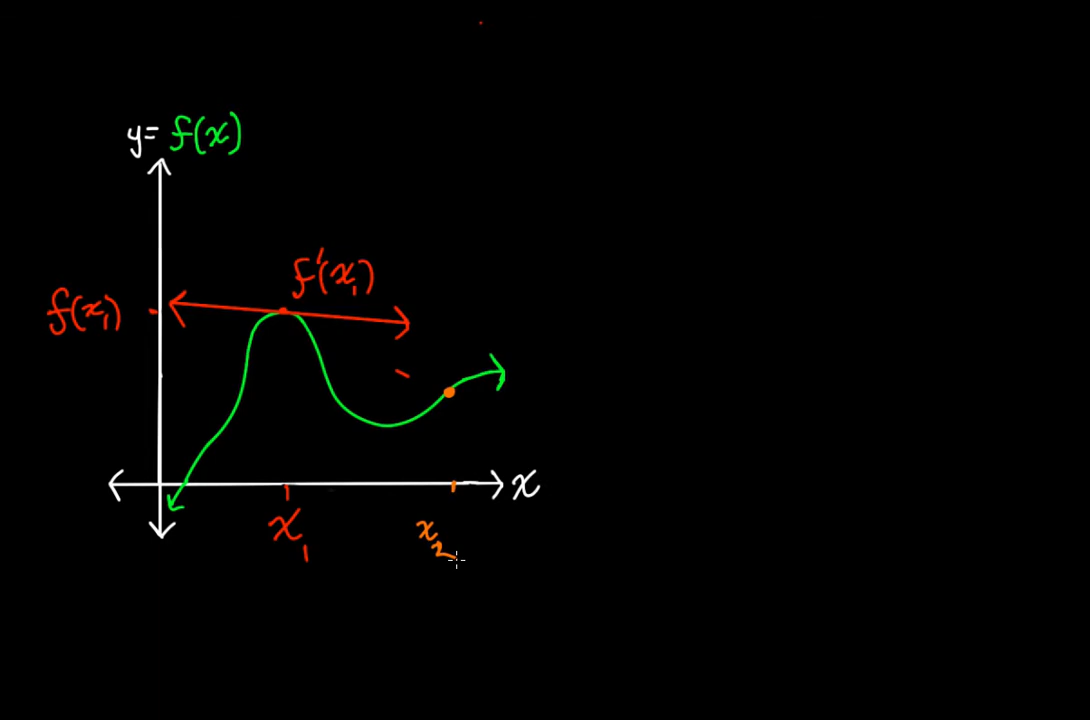 y= f(x)
f'(x₁)
f(x₁)
x
x₁
x₂